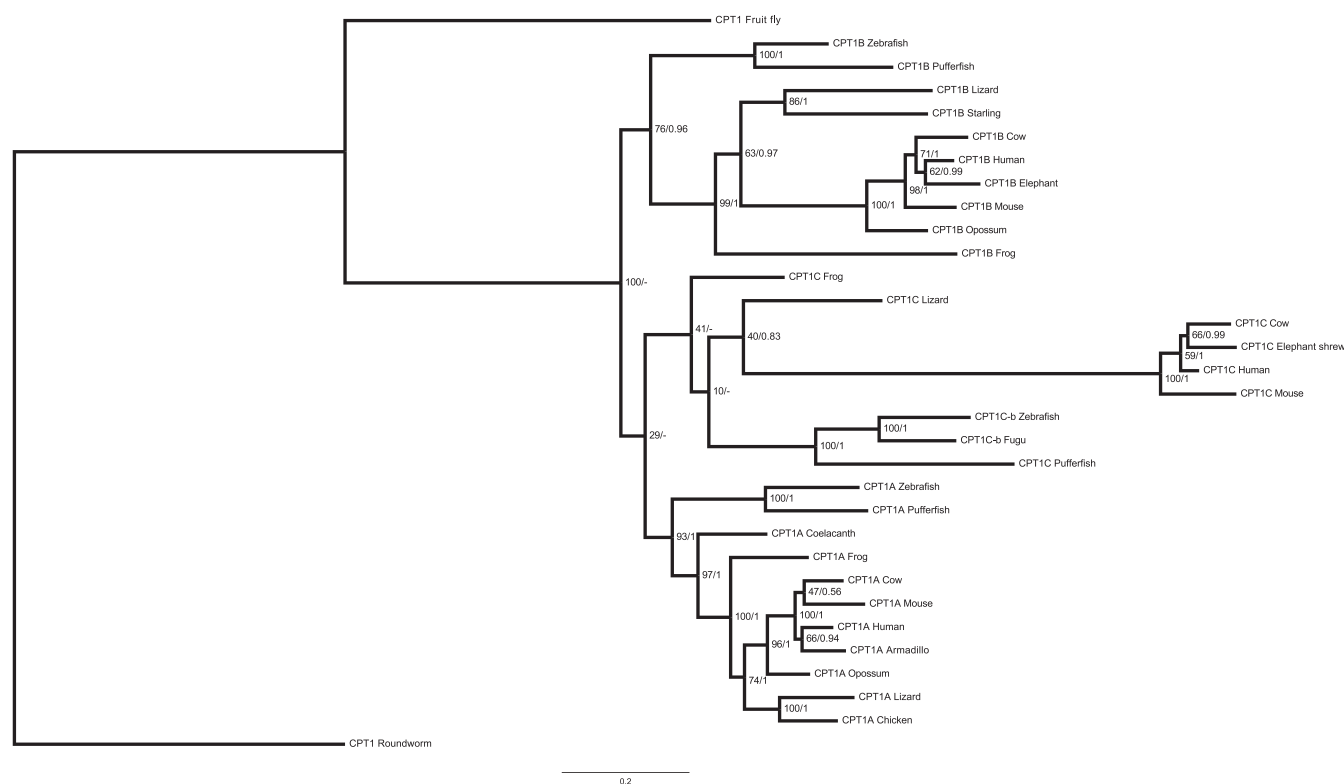 CPT1 Fruit fly
CPT1B Zebrafish
100/1
CPT1B Pufferfish
CPT1B Lizard
86/1
CPT1B Starling
76/0.96
CPT1B Cow
63/0.97
71/1
CPT1B Human
62/0.99
CPT1B Elephant
98/1
99/1
100/1
CPT1B Mouse
CPT1B Opossum
CPT1B Frog
CPT1C Frog
100/-
CPT1C Lizard
CPT1C Cow
41/-
40/0.83
66/0.99
CPT1C Elephant shrew
59/1
CPT1C Human
100/1
10/-
CPT1C Mouse
CPT1C-b Zebrafish
100/1
29/-
CPT1C-b Fugu
100/1
CPT1C Pufferfish
CPT1A Zebrafish
100/1
CPT1A Pufferfish
93/1
CPT1A Coelacanth
CPT1A Frog
97/1
CPT1A Cow
47/0.56
CPT1A Mouse
100/1
100/1
CPT1A Human
66/0.94
96/1
CPT1A Armadillo
CPT1A Opossum
74/1
CPT1A Lizard
100/1
CPT1A Chicken
CPT1 Roundworm
0.2